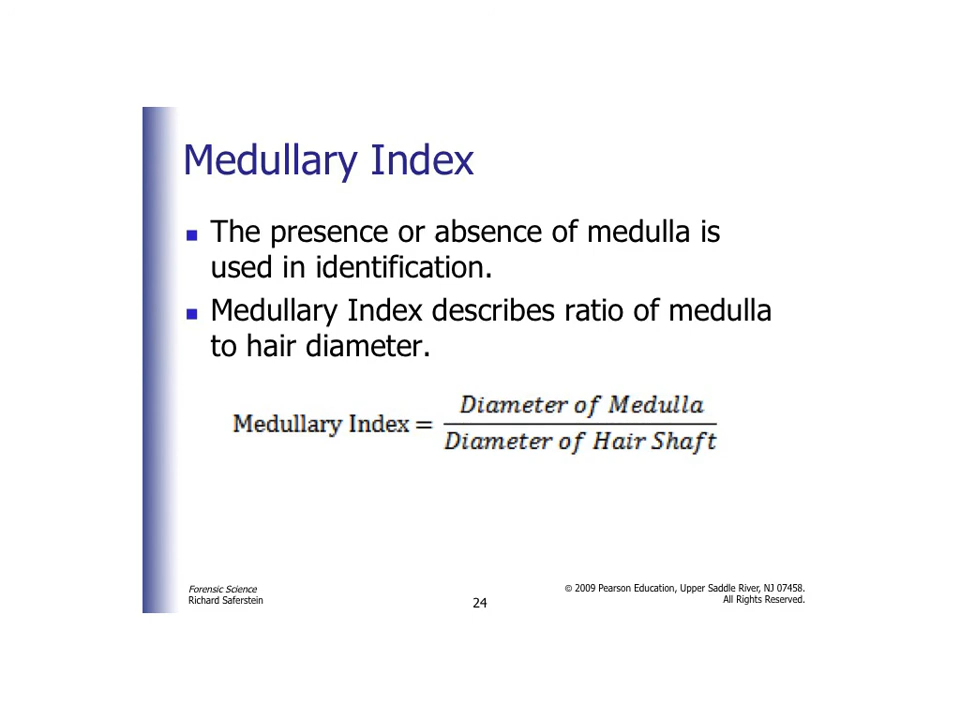 Medullary Index
The presence or absence of medulla is
used in identification.
Medullary Index describes ratio of medulla
to hair diameter.
Medullary Index = Diameter of Medulla / Diameter of Hair Shaft
Forensic Science
Richard Saferstein
24
© 2009 Pearson Education, Upper Saddle River, NJ 07458.
All Rights Reserved.